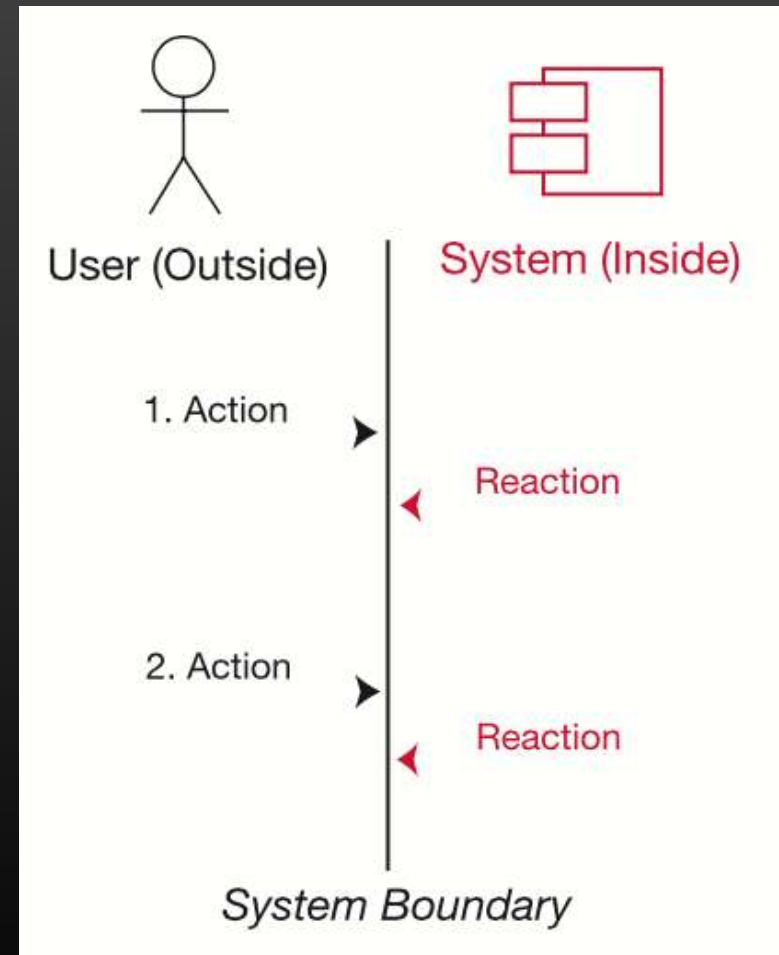 User (Outside)
System (Inside)
1. Action
Reaction
2. Action
Reaction
System Boundary